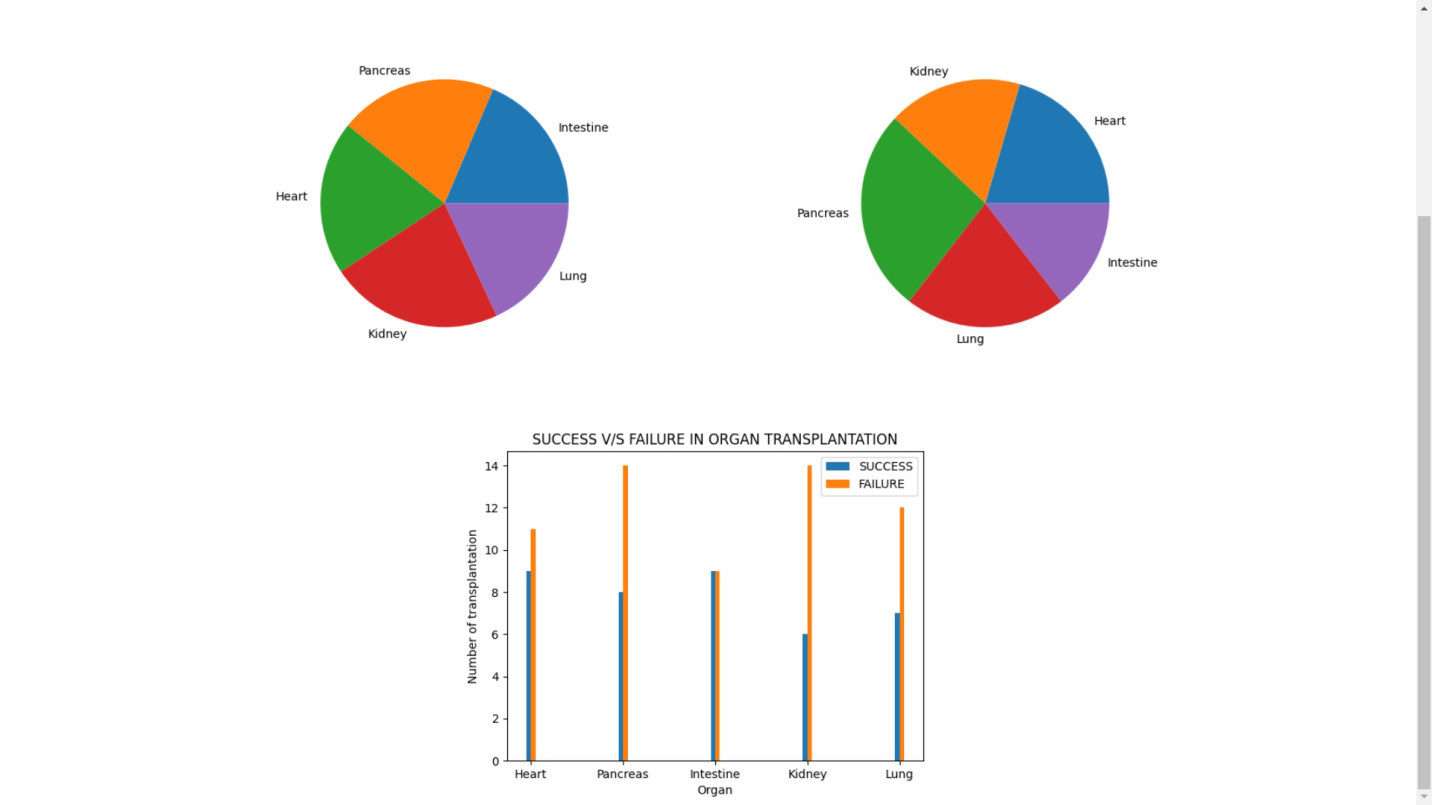 Pancreas
Intestine
Heart
Lung
Kidney
Kidney
Heart
Pancreas
Intestine
Lung
SUCCESS V/S FAILURE IN ORGAN TRANSPLANTATION
SUCCESS
FAILURE
Number of transplantation
14
12
10
8
6
4
2
0
Heart Pancreas Intestine Kidney Lung
Organ